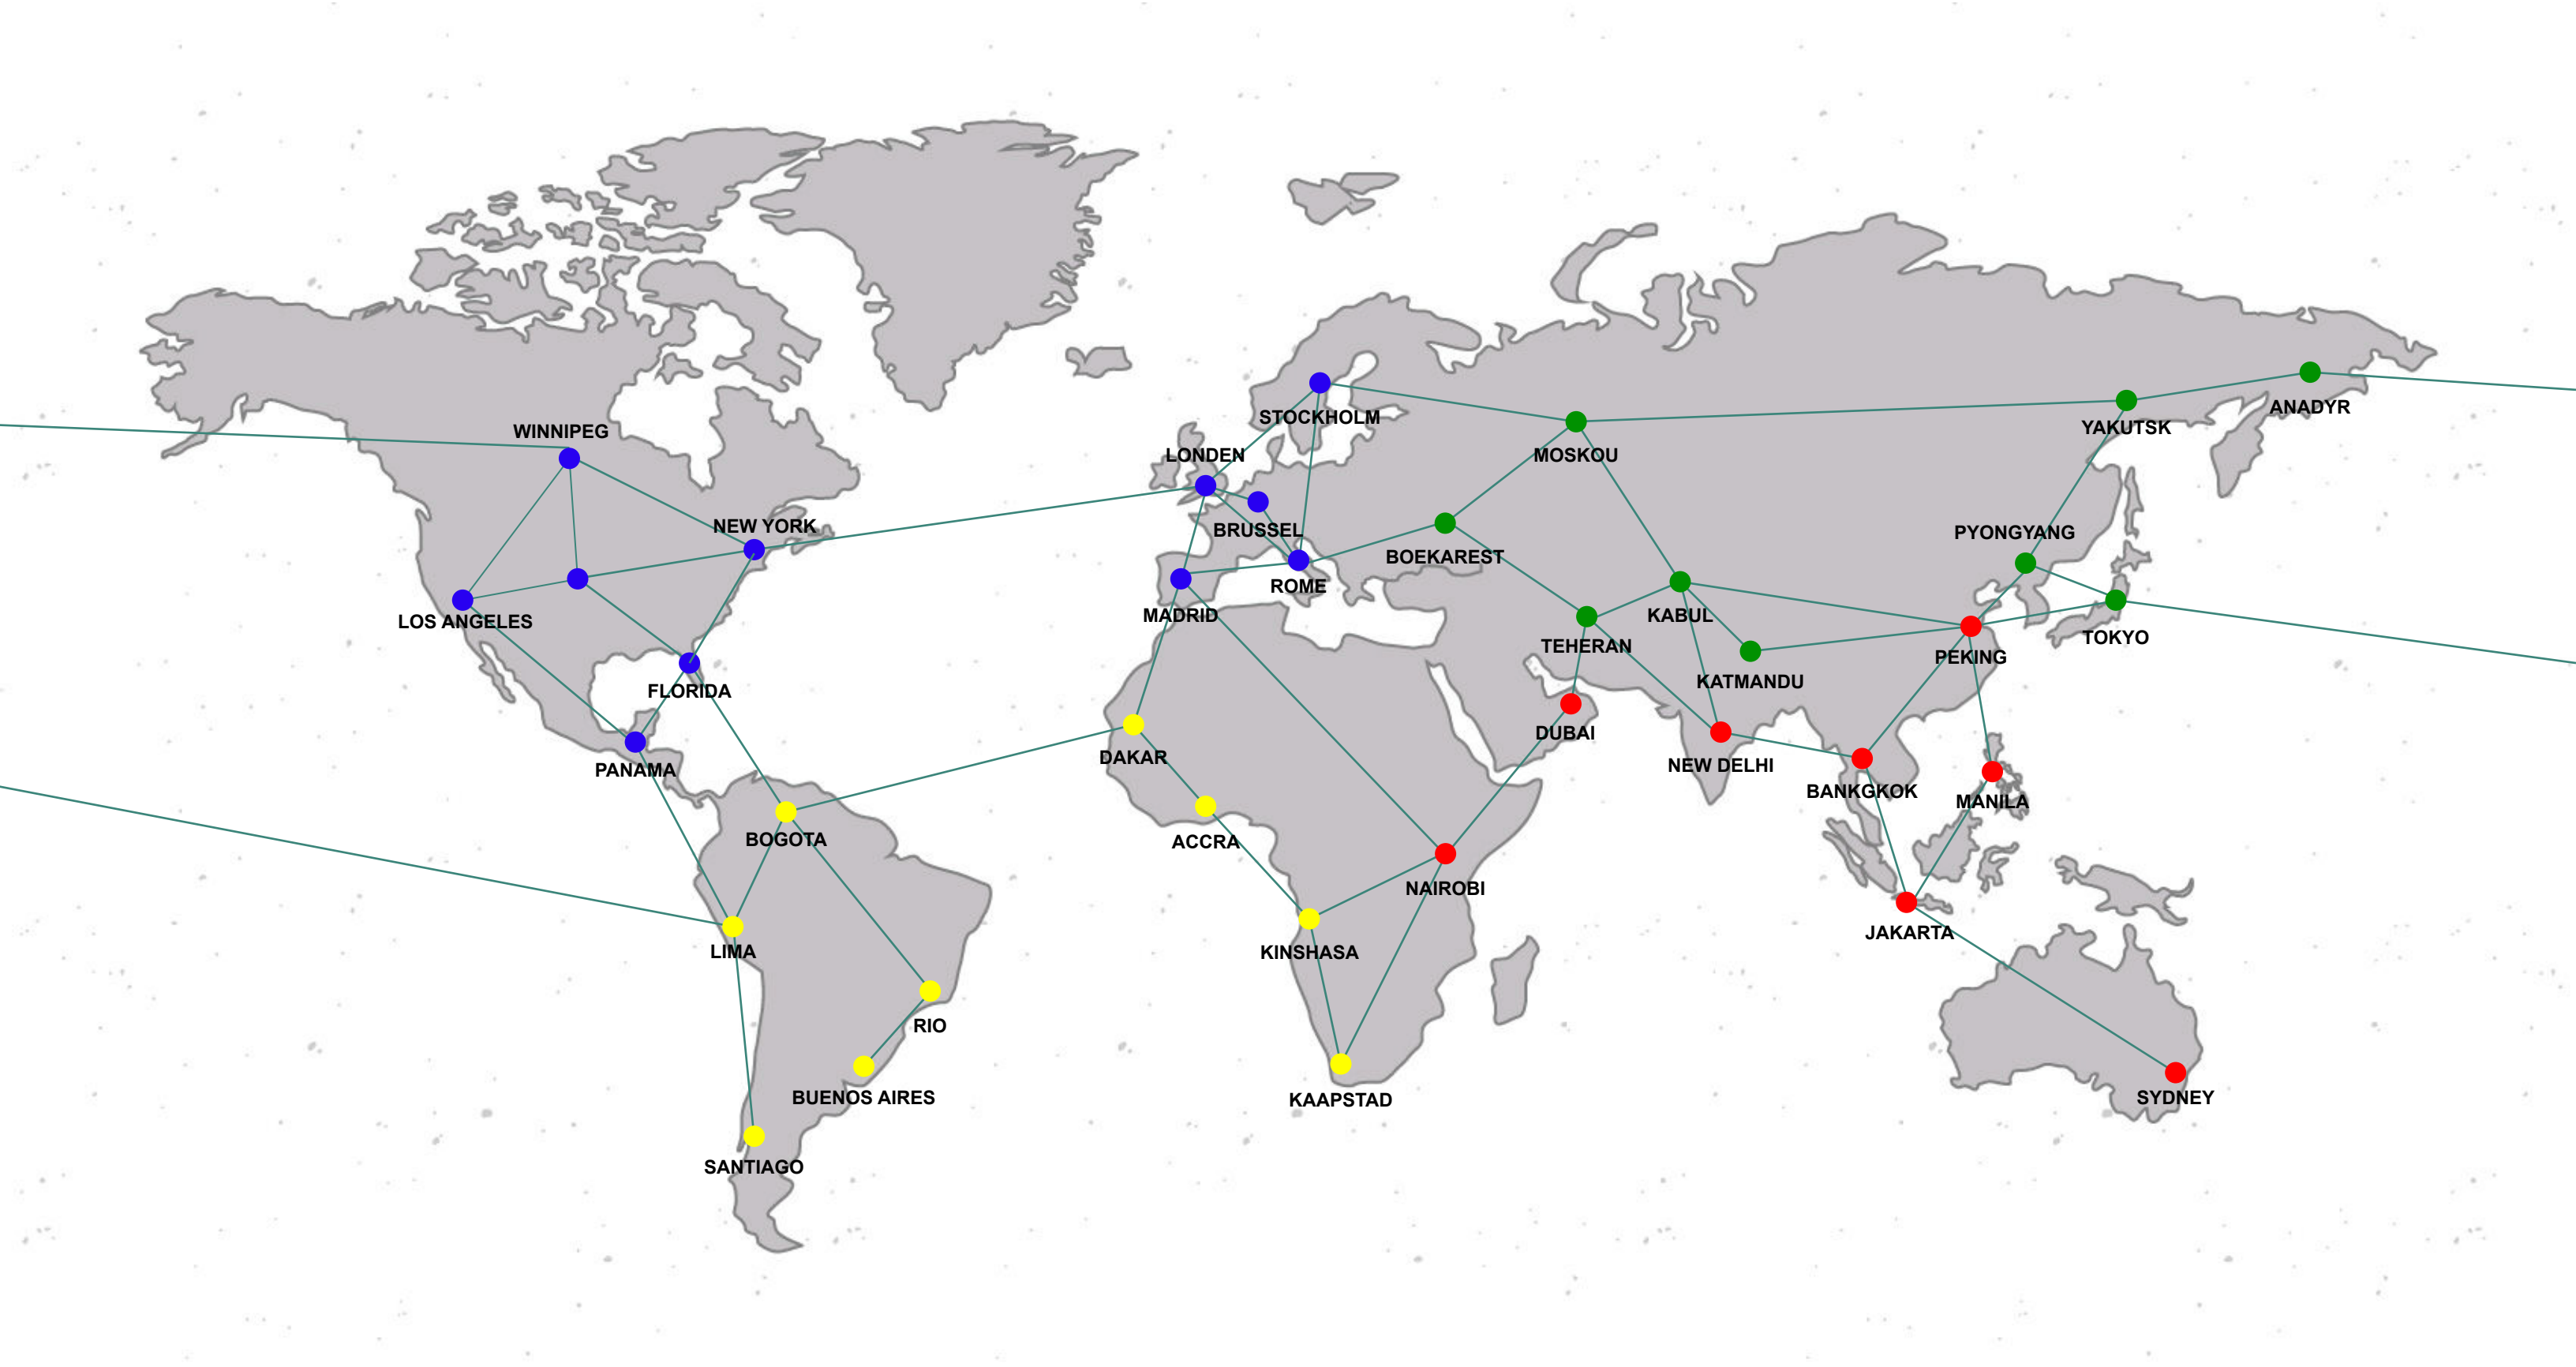 ANADYR
STOCKHOLM
YAKUTSK
WINNIPEG
LONDEN
MOSKOU
NEW YORK
BRUSSEL
PYONGYANG
BOEKAREST
ROME
MADRID
KABUL
LOS ANGELES
TEHERAN
TOKYO
PEKING
KATMANDU
FLORIDA
DUBAI
DAKAR
NEW DELHI
PANAMA
BANKGKOK
MANILA
BOGOTA
ACCRA
NAIROBI
JAKARTA
LIMA
KINSHASA
RIO
BUENOS AIRES
SYDNEY
KAAPSTAD
SANTIAGO